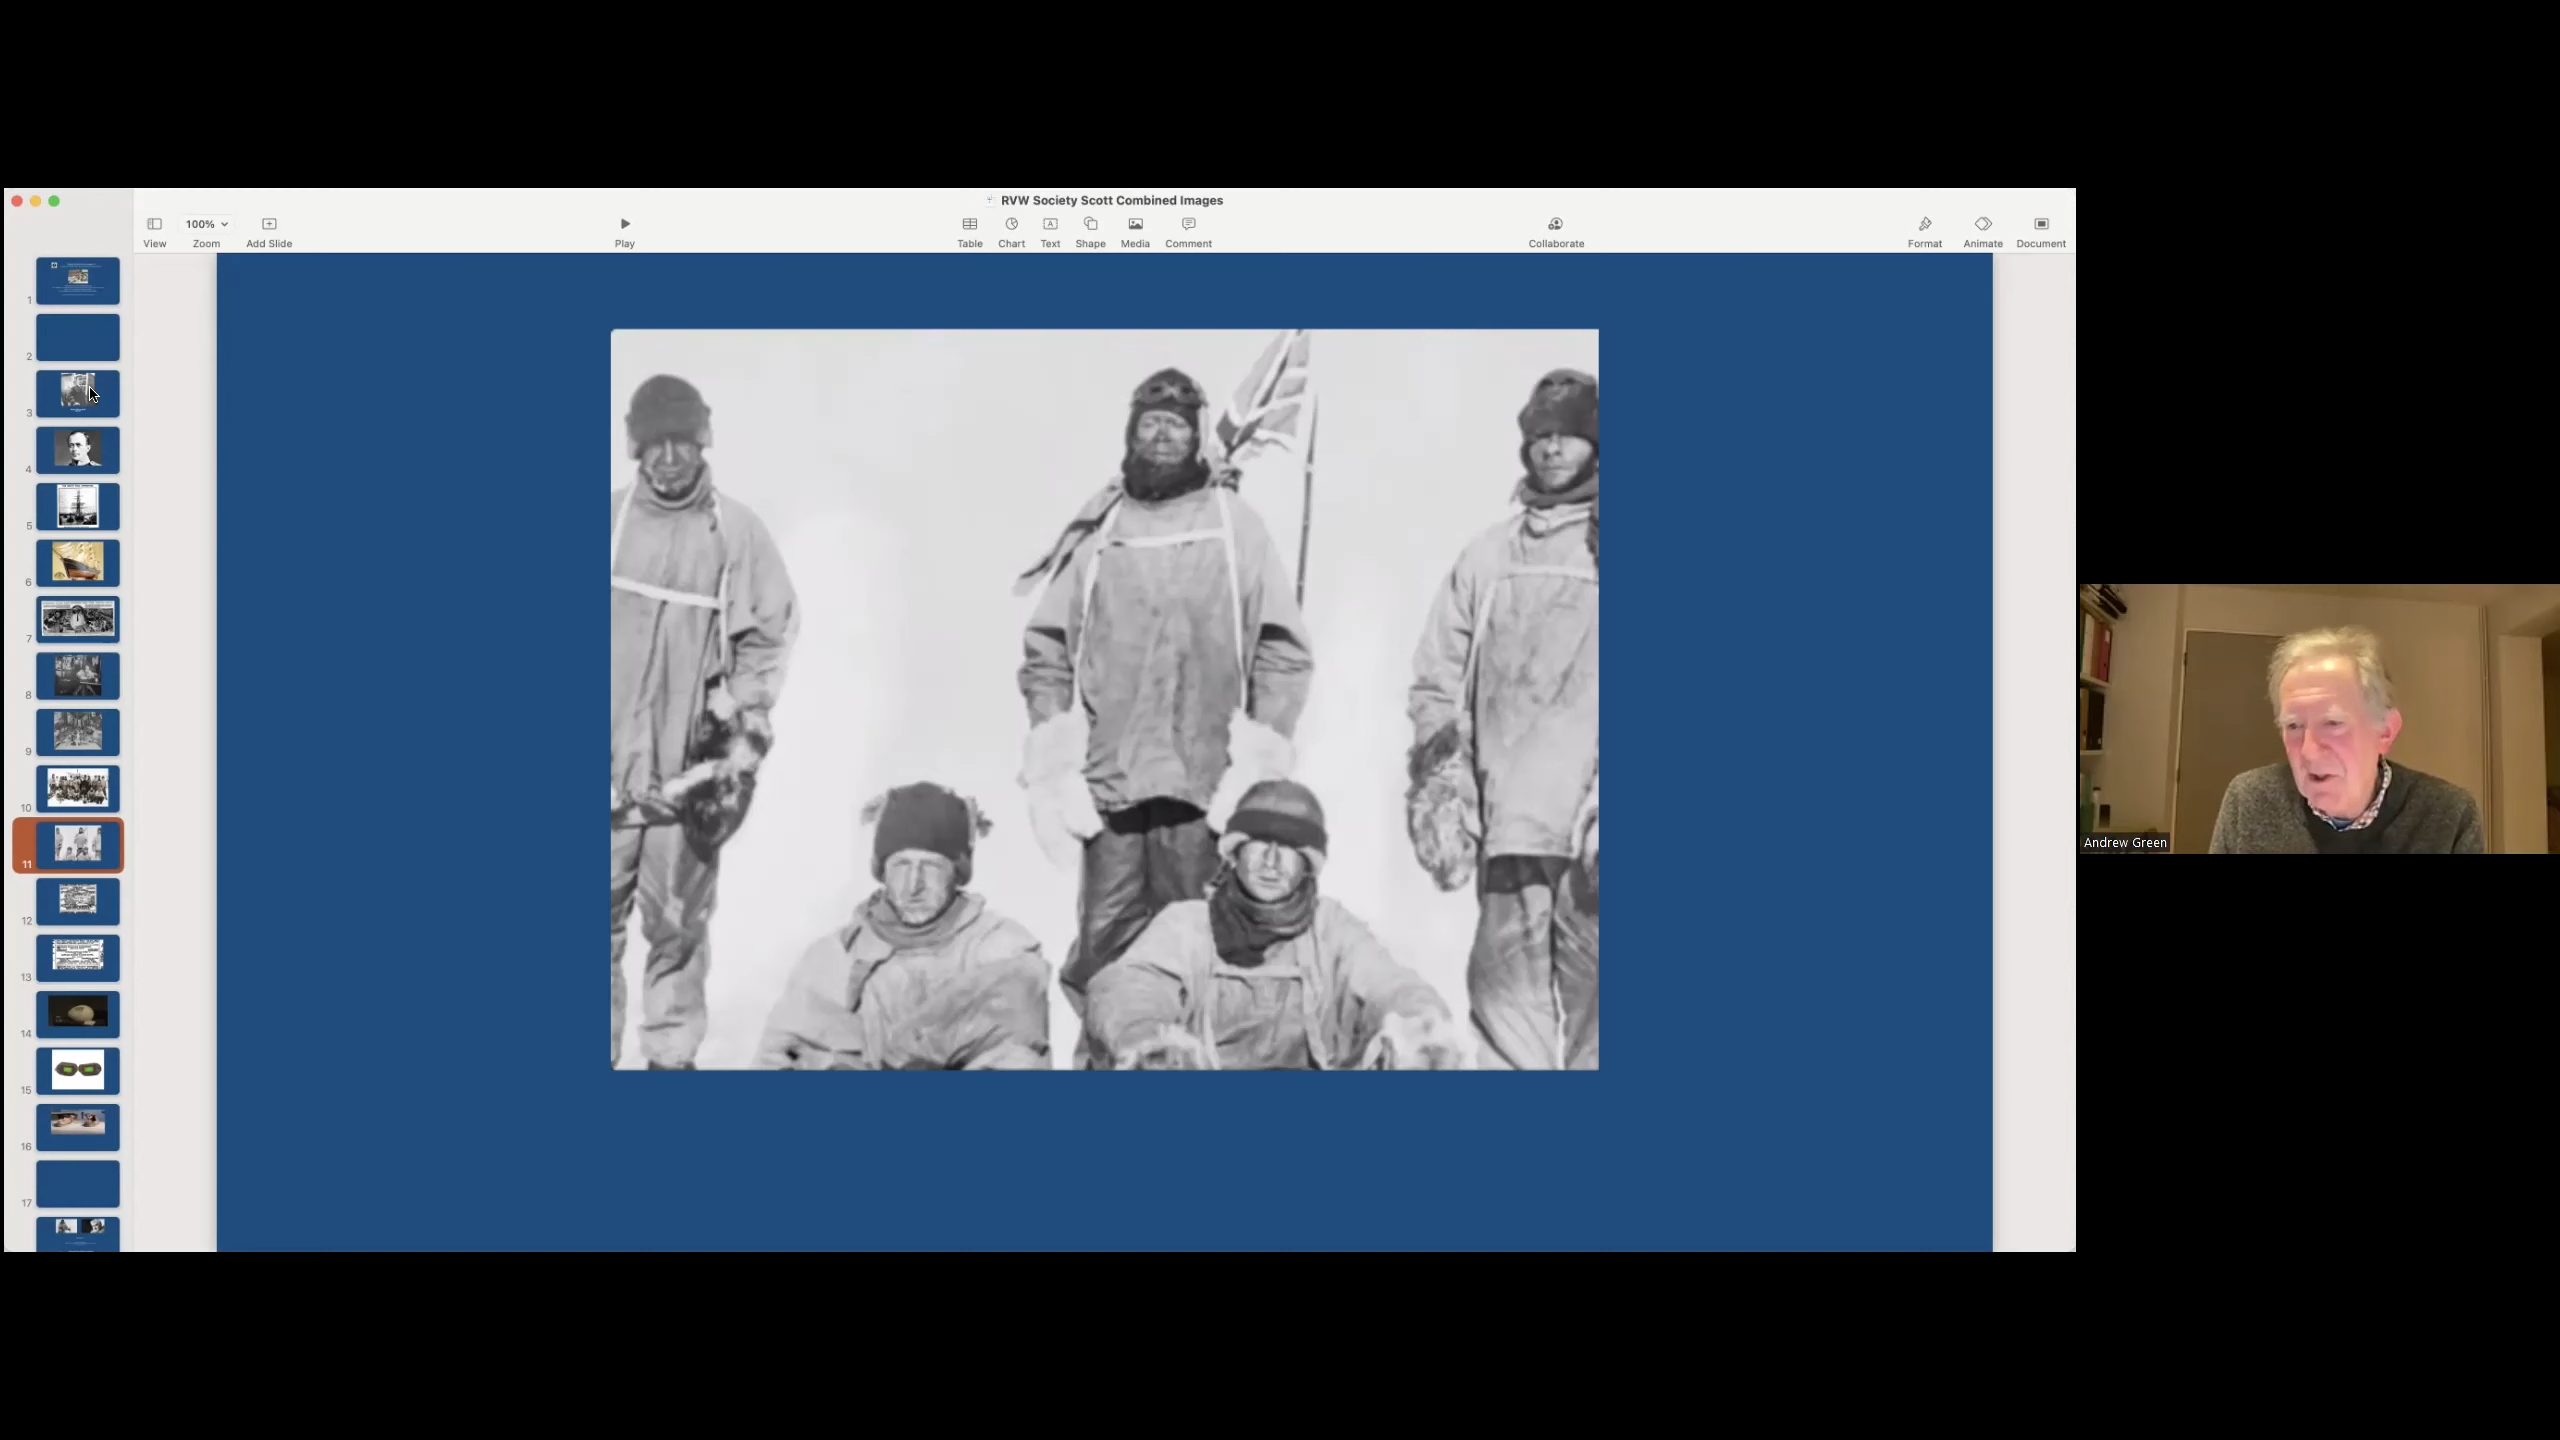 RVW Society Scott Combined Images
100%
View
Zoom
Add Slide
Play
Table
Chart
Text
Shape
Media
Comment
Collaborate
Format
Animate
Document
1
2
3
4
5
6
7
8
9
10
11
12
13
14
15
16
17
Andrew Green